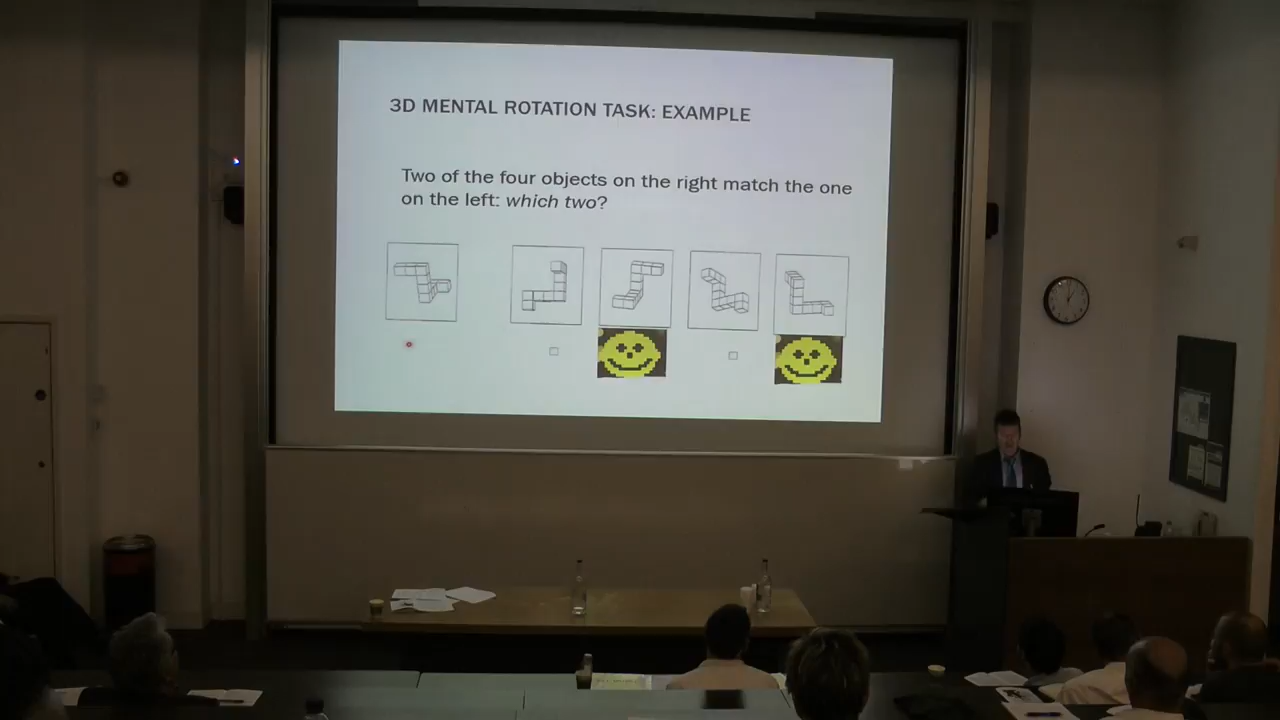 3D MENTAL ROTATION TASK: EXAMPLE
Two of the four objects on the right match the one
on the left: which two?